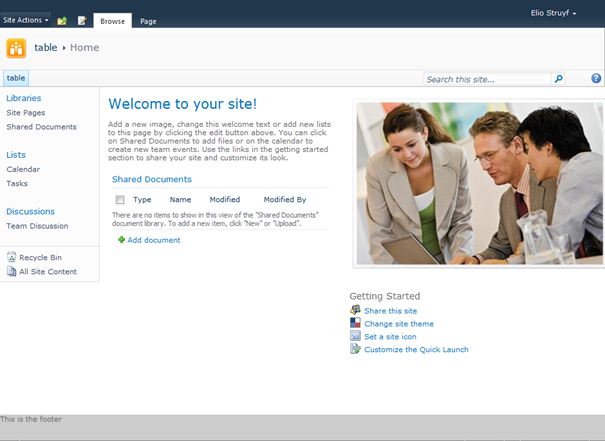 Site Actions
Browse
Page
Elio Struyf
table ▸ Home
table
Search this site...
Libraries
Site Pages
Shared Documents
Lists
Calendar
Tasks
Discussions
Team Discussion
Recycle Bin
All Site Content
Welcome to your site!
Add a new image, change this welcome text or add new lists
to this page by clicking the edit button above. You can click
on Shared Documents to add files or on the calendar to
create new team events. Use the links in the getting started
section to share your site and customize its look.
Shared Documents
Type Name Modified Modified By
There are no items to show in this view of the "Shared Documents"
document library. To add a new item, click "New" or "Upload".
Add document
Getting Started
Share this site
Change site theme
Set a site icon
Customize the Quick Launch
This is the footer